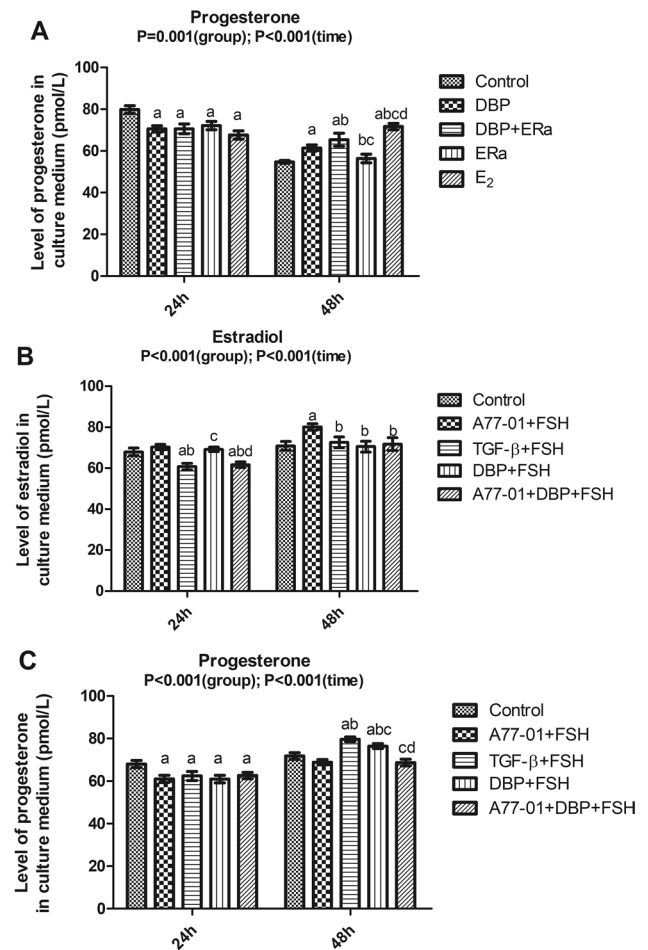 A
Progesterone
P=0.001(group); P<0.001(time)
Level of progesterone in
culture medium (pmol/L)
100
80
60
40
20
0
a a a a
a ab bc abcd
24h 48h
Control
DBP
DBP+ERa
ERa
E₂
B
Estradiol
P<0.001(group); P<0.001(time)
Level of estradiol in
culture medium (pmol/L)
100
80
60
40
20
0
ab c abd
a b b b
24h 48h
Control
A77-01+FSH
TGF-β+FSH
DBP+FSH
A77-01+DBP+FSH
C
Progesterone
P<0.001(group); P<0.001(time)
Level of progesterone
in culture medium (pmol/L)
100
80
60
40
20
0
a a a a
ab abc cd
24h 48h
Control
A77-01+FSH
TGF-β+FSH
DBP+FSH
A77-01+DBP+FSH